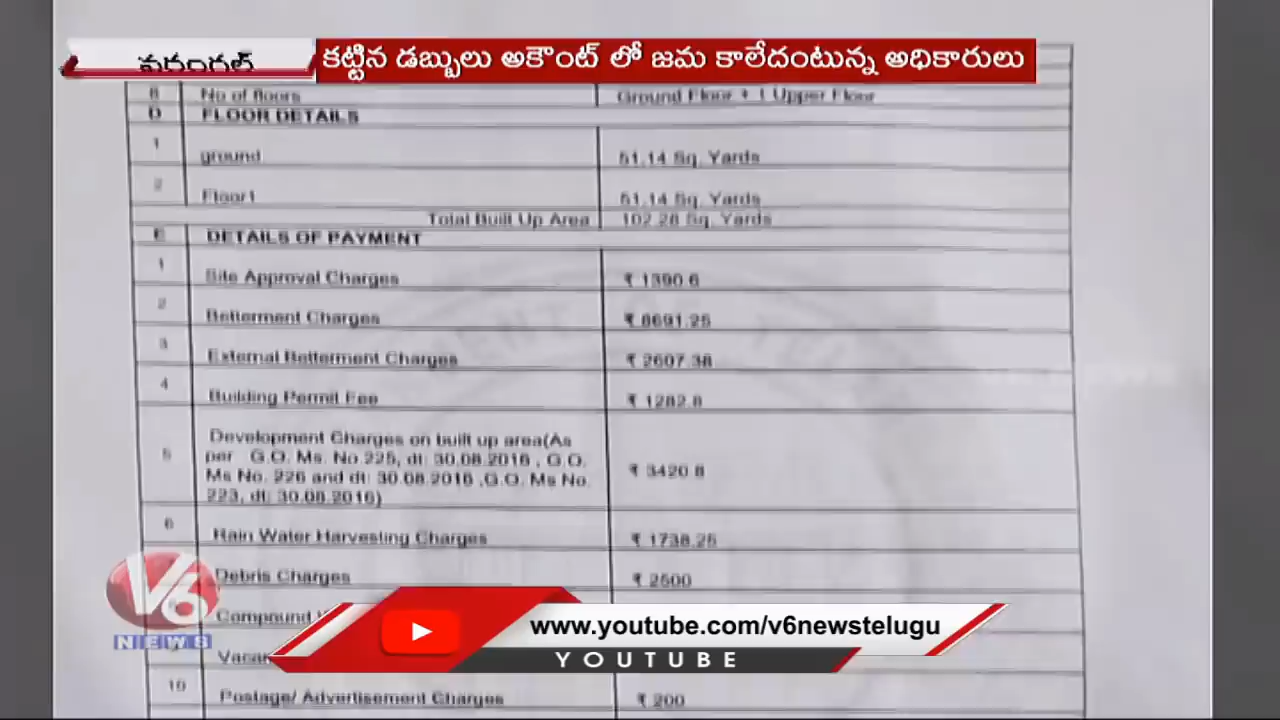 కట్టిన డబ్బులు అకౌంట్ లో జమ కాలేదంటున్న అధికారులు
8 No of floors Ground Floor + 1 Upper Floor
D FLOOR DETAILS
1 ground 51.14 Sq. Yards
2 Floor1 51.14 Sq. Yards
Total Built Up Area 102.28 Sq. Yards
E DETAILS OF PAYMENT
1 Site Approval Charges ₹ 1390.6
2 Betterment Charges ₹ 8691.25
3 External Betterment Charges ₹ 2607.38
4 Building Permit Fee ₹ 1282.8
5 Development Charges on built up area(As
per G.O. Ms. No 225, dt: 30.08.2016 , G.O.
Ms No. 226 and dt: 30.08.2016 ,G.O. Ms No.
223, dt: 30.08.2016)
₹ 3420.8
6 Rain Water Harvesting Charges ₹ 1738.25
Debris Charges ₹ 2500
Compound
9
10 Postage/ Advertisement Charges ₹ 200
V6
NEWS
www.youtube.com/v6newstelugu
YOUTUBE